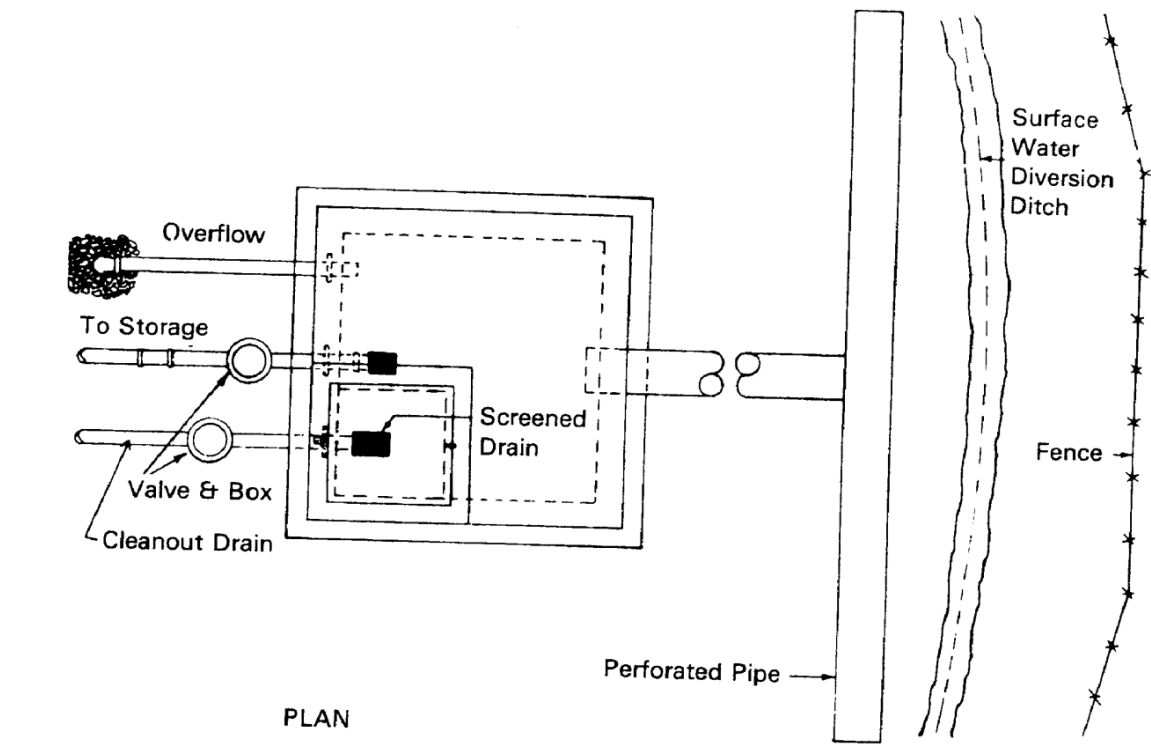 Surface
Water
Diversion
Ditch
Overflow
To Storage
Screened
Drain
Fence
Valve & Box
Cleanout Drain
Perforated Pipe
PLAN